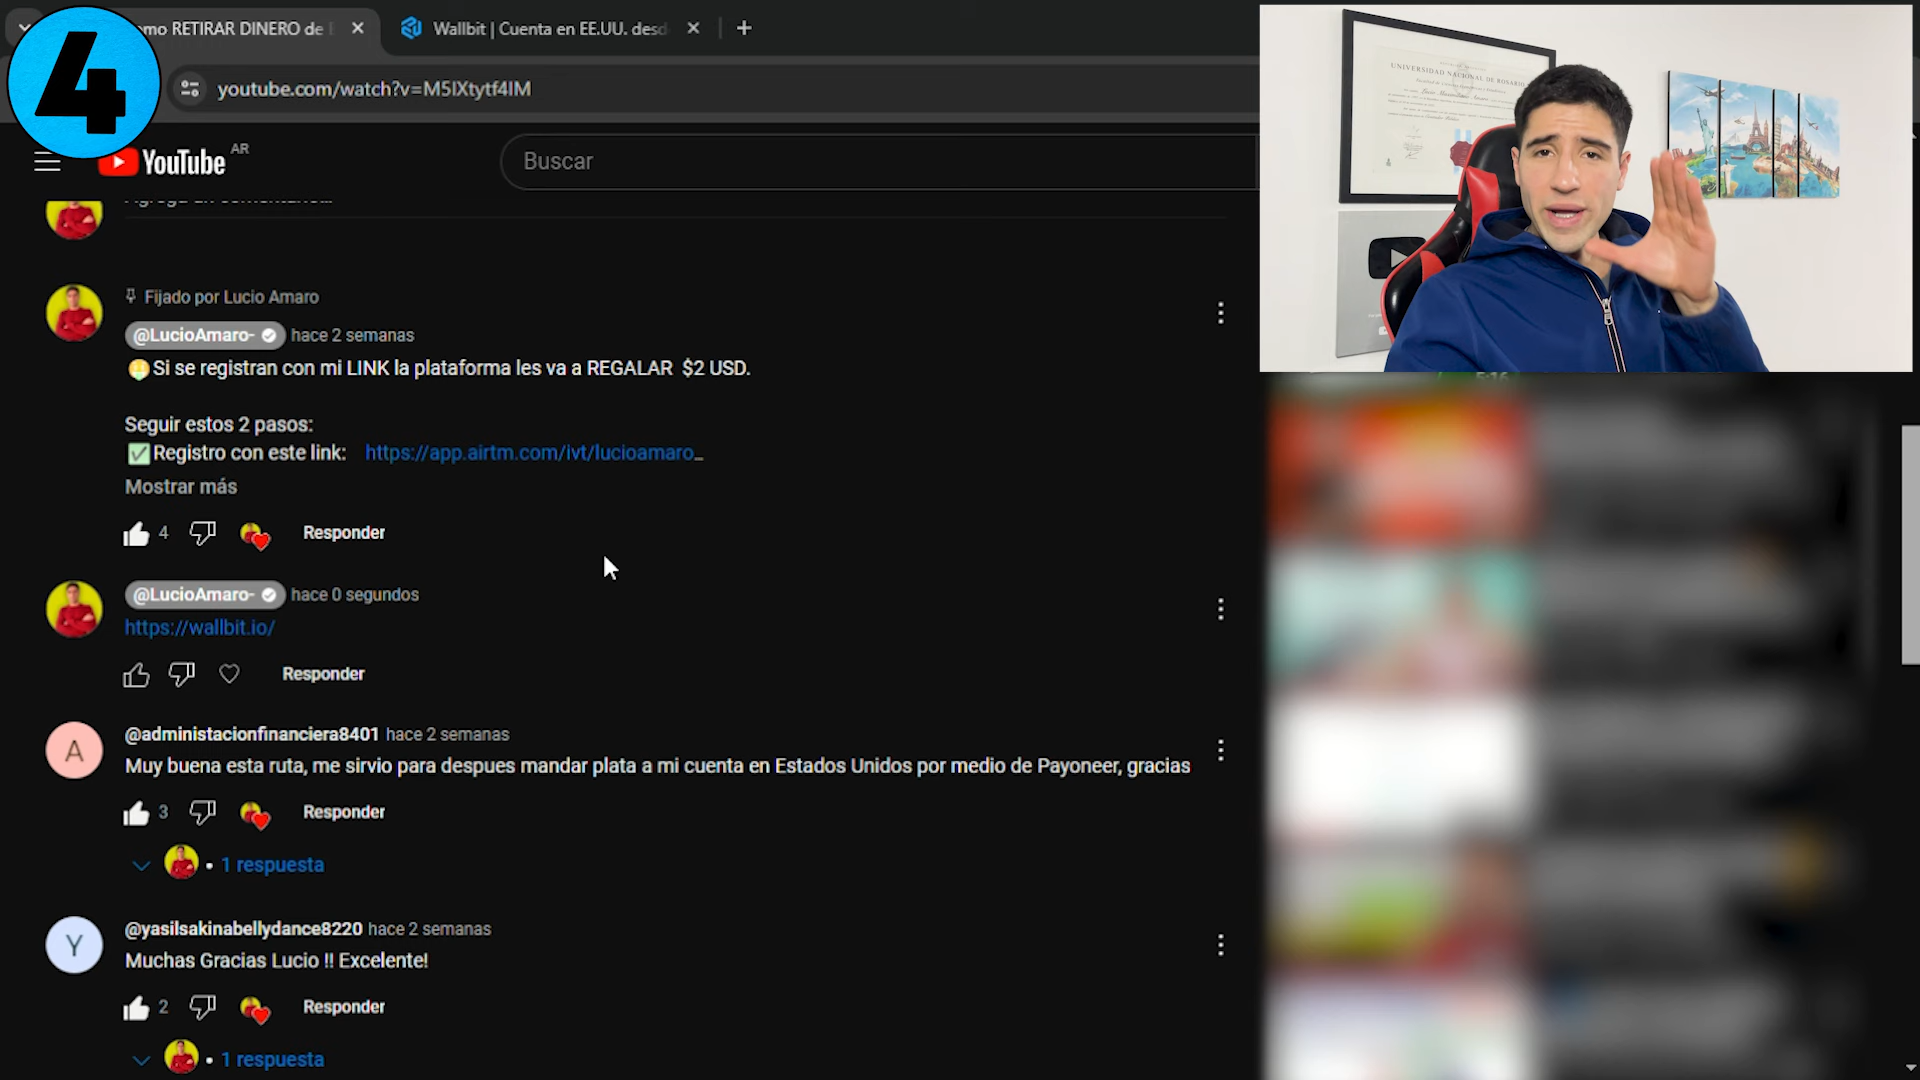 4
mo RETIRAR DINERO de
Wallbit | Cuenta en EE.UU. desd
youtube.com/watch?v=M5IXtytf4IM
YouTube AR
Buscar
UNIVERSIDAD NACIONAL DE ROSARIO
Fijado por Lucio Amaro
@LucioAmaro- hace 2 semanas
Si se registran con mi LINK la plataforma les va a REGALAR $2 USD.
Seguir estos 2 pasos:
✅Registro con este link: https://app.airtm.com/ivt/lucioamaro_
Mostrar más
4 Responder
@LucioAmaro- hace 0 segundos
https://wallbit.io/
Responder
A
@administacionfinanciera8401 hace 2 semanas
Muy buena esta ruta, me sirvio para despues mandar plata a mi cuenta en Estados Unidos por medio de Payoneer, gracias
3 Responder
• 1 respuesta
Y
@yasilsakinabellydance8220 hace 2 semanas
Muchas Gracias Lucio !! Excelente!
2 Responder
• 1 respuesta